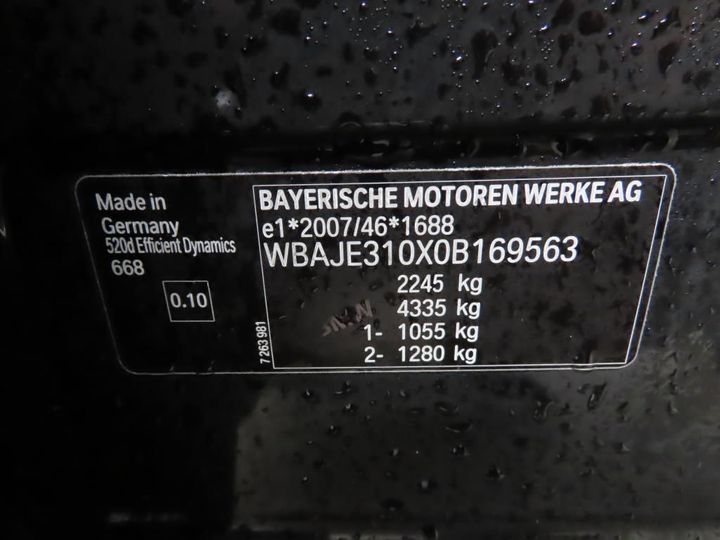 Made in
Germany
520d Efficient Dynamics
668
0.10
7 263 981
BAYERISCHE MOTOREN WERKE AG
e1*2007/46*1688
WBAJE310X0B169563
2245 kg
4335 kg
1- 1055 kg
2- 1280 kg